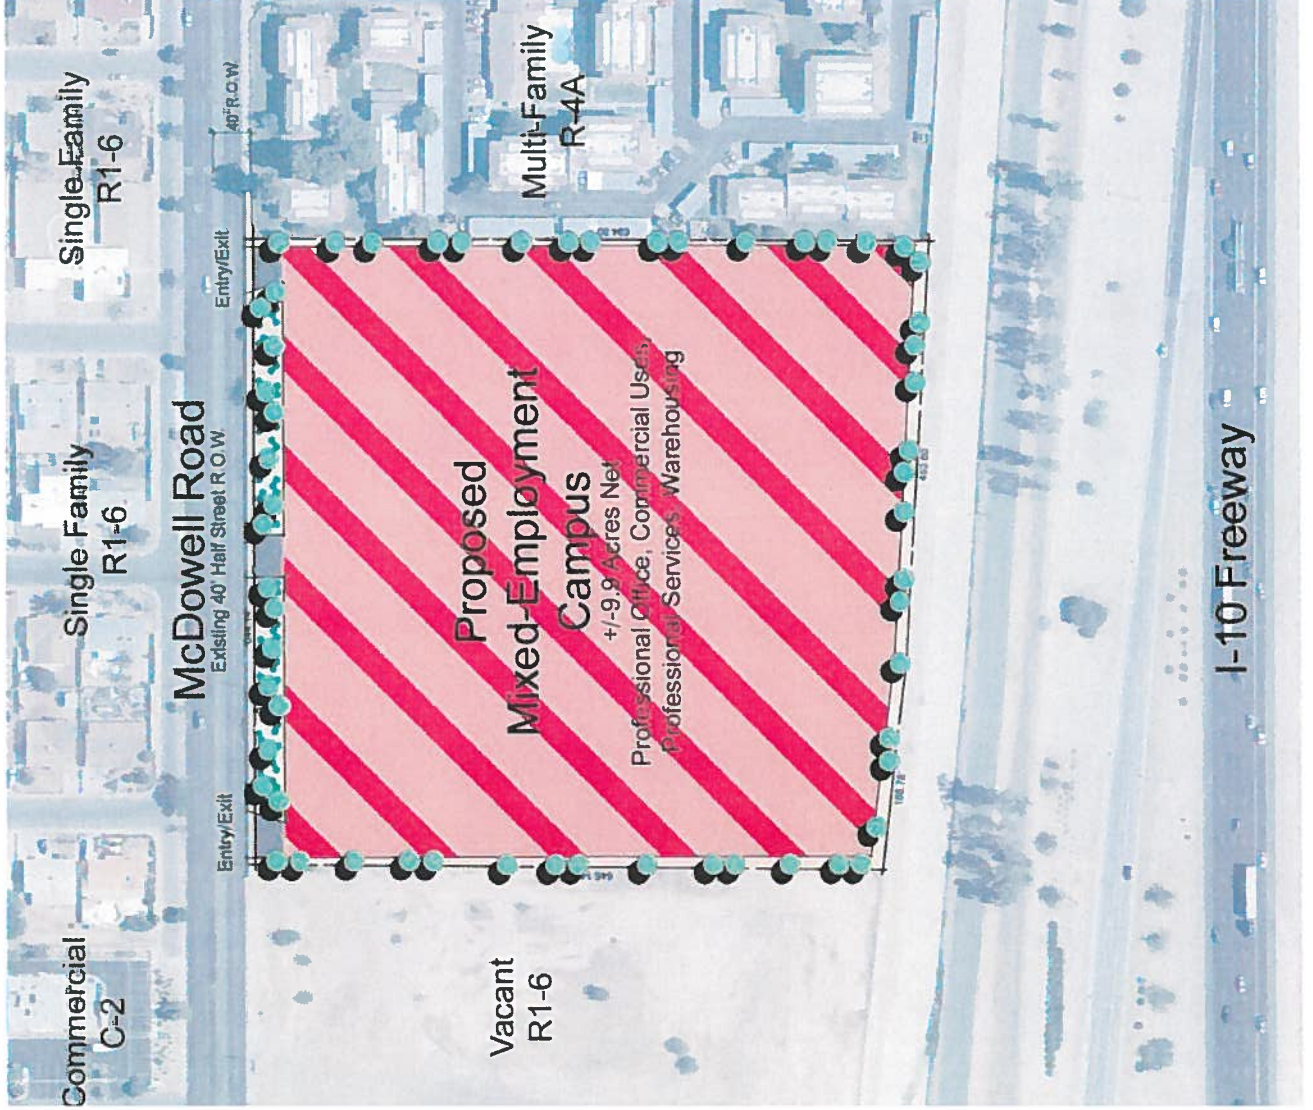 Commercial
C-2
Single Family
R1-6
Single Family
R1-6
McDowell Road
Existing 40' Half Street R.O.W.
40' R.O.W
Entry/Exit
Entry/Exit
Vacant
R1-6
Proposed
Mixed-Employment
Campus
+/-9.9 Acres Net
Professional Office, Commercial Uses,
Professional Services Warehousing
Multi-Family
R-4A
I-10 Freeway